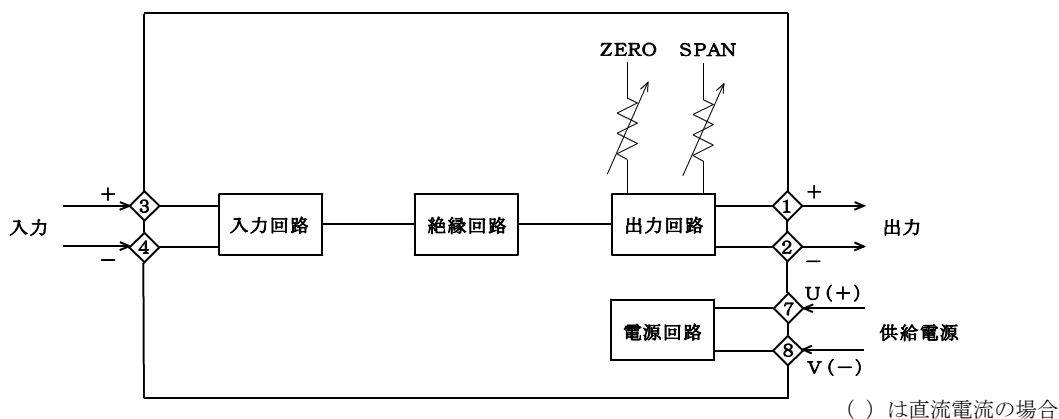 ZERO SPAN
+ ③ 入力回路 絶縁回路 出力回路 ① +
入力 出力
− ④ ② −
⑦ U(+)
電源回路 供給電源
⑧ V(−)
( )は直流電流の場合